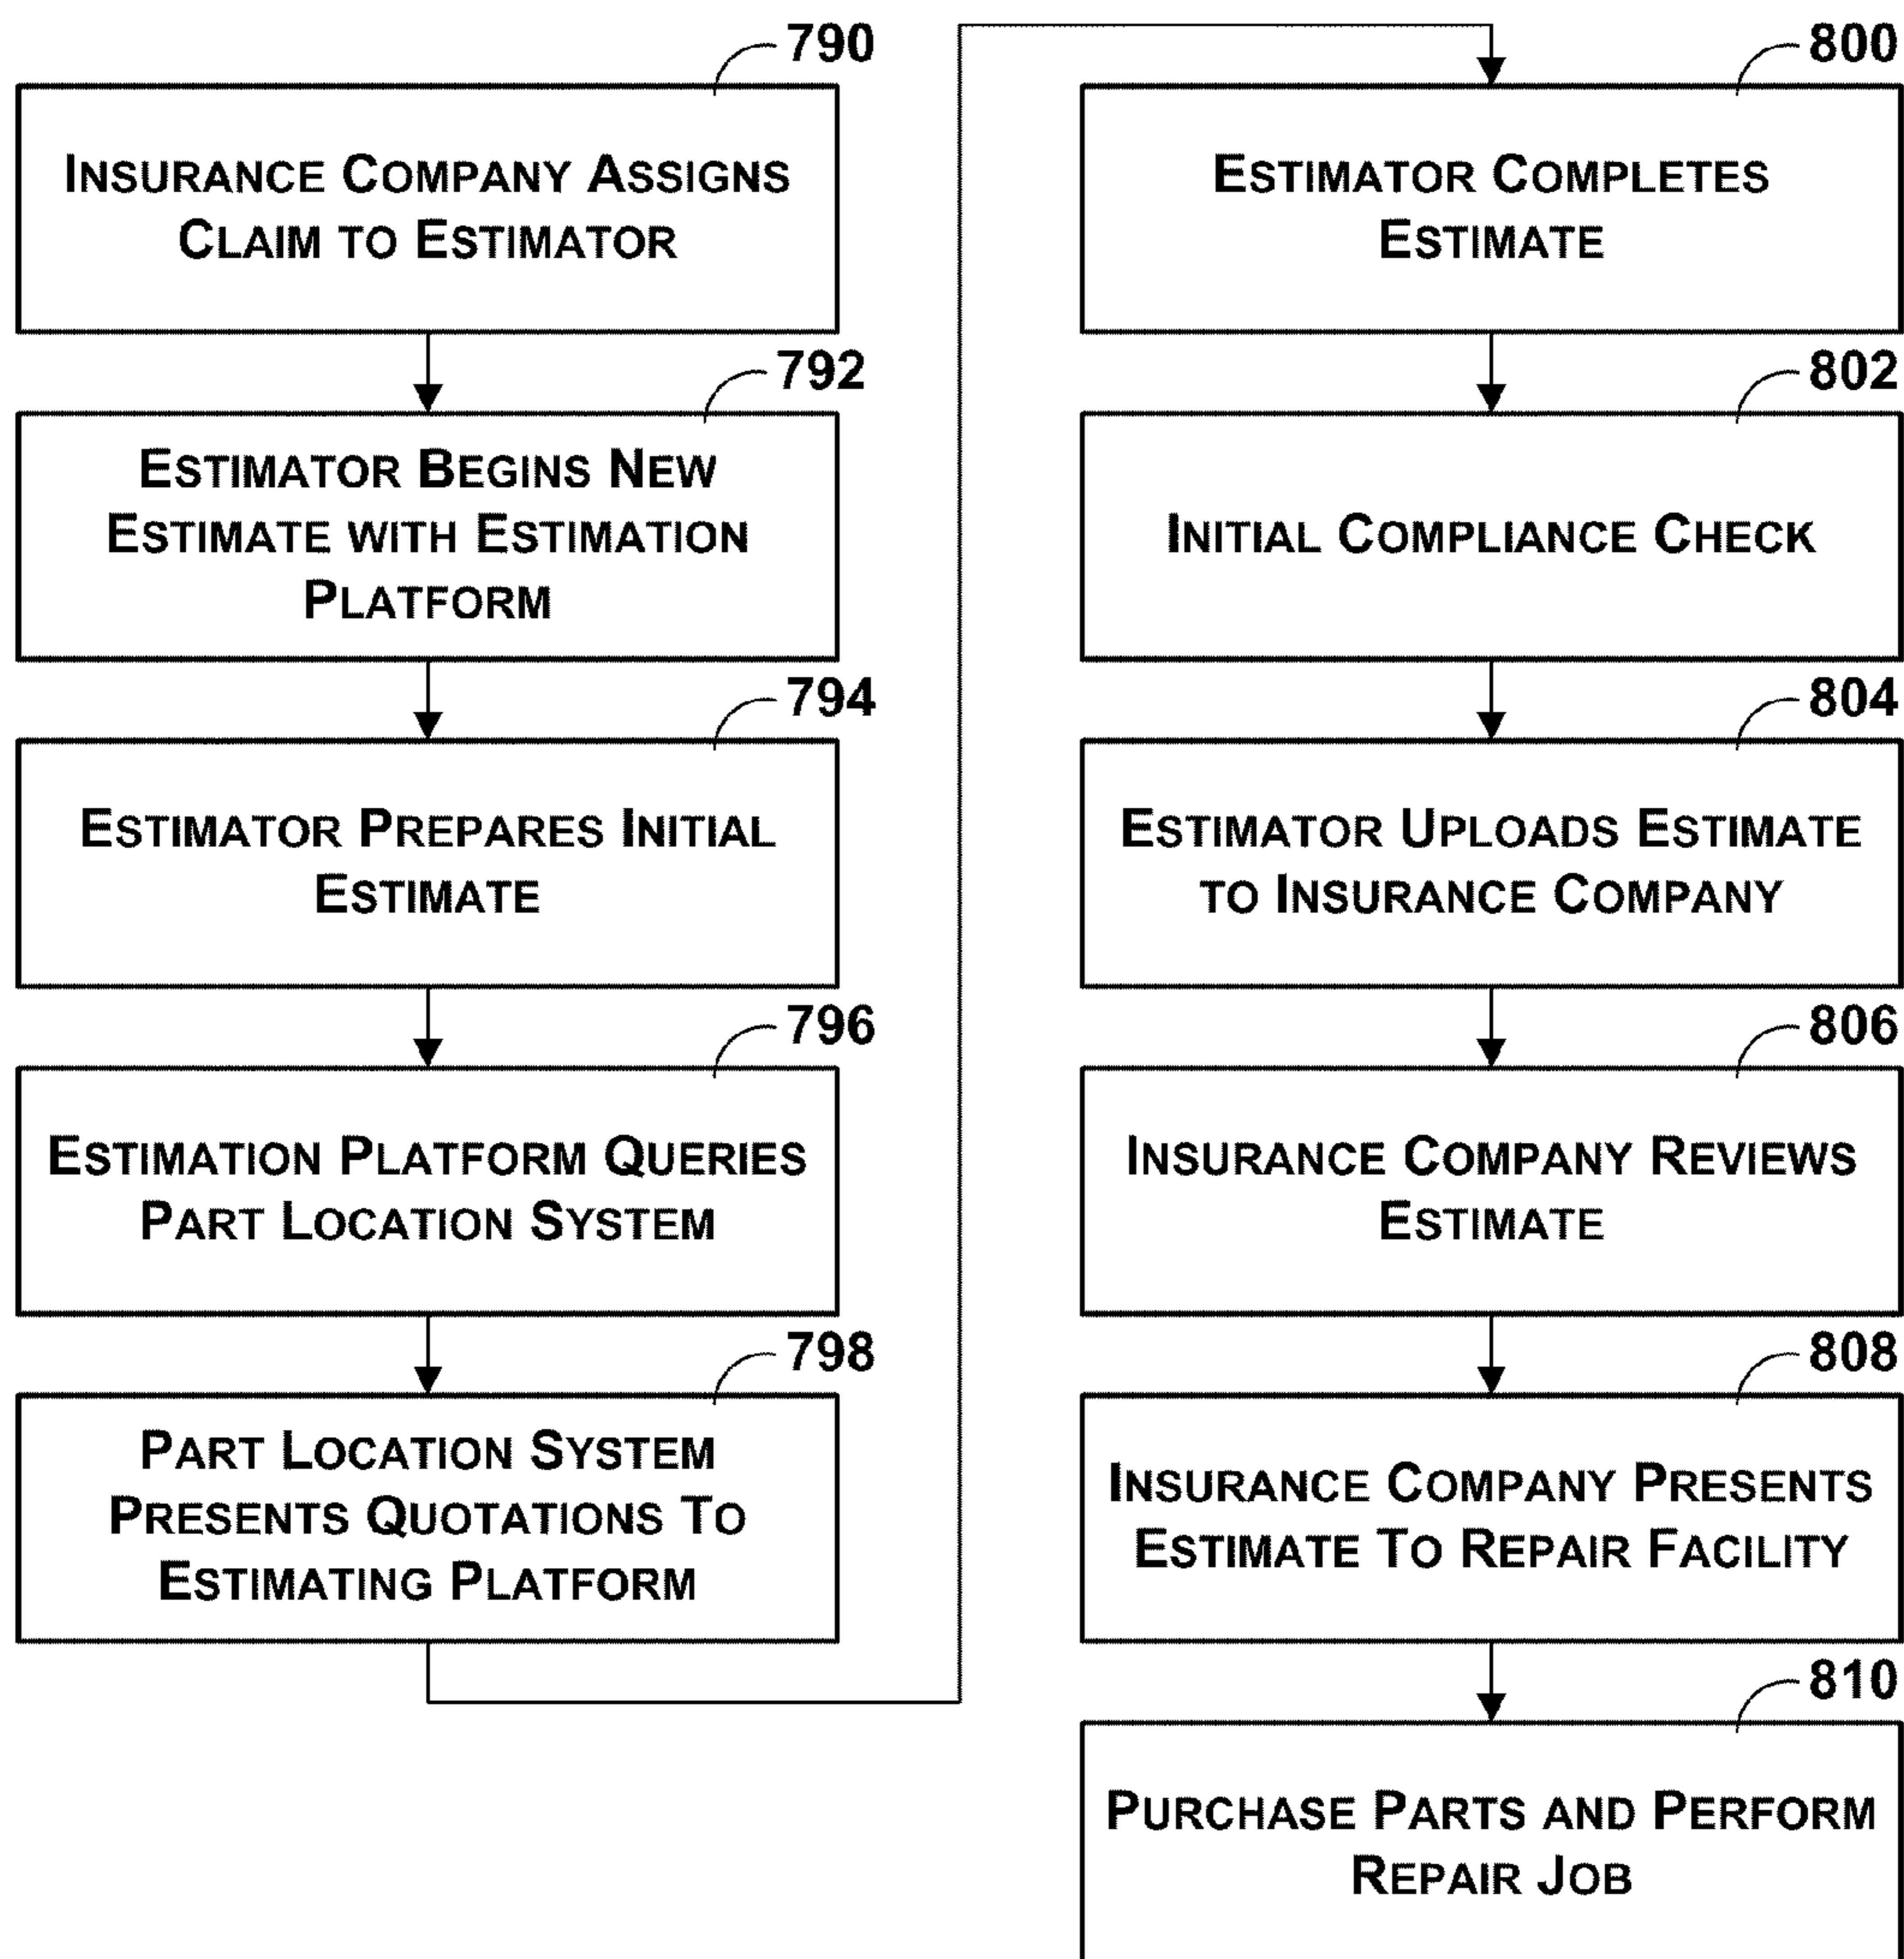 790
INSURANCE COMPANY ASSIGNS
CLAIM TO ESTIMATOR
792
ESTIMATOR BEGINS NEW
ESTIMATE WITH ESTIMATION
PLATFORM
794
ESTIMATOR PREPARES INITIAL
ESTIMATE
796
ESTIMATION PLATFORM QUERIES
PART LOCATION SYSTEM
798
PART LOCATION SYSTEM
PRESENTS QUOTATIONS TO
ESTIMATING PLATFORM
800
ESTIMATOR COMPLETES
ESTIMATE
802
INITIAL COMPLIANCE CHECK
804
ESTIMATOR UPLOADS ESTIMATE
TO INSURANCE COMPANY
806
INSURANCE COMPANY REVIEWS
ESTIMATE
808
INSURANCE COMPANY PRESENTS
ESTIMATE TO REPAIR FACILITY
810
PURCHASE PARTS AND PERFORM
REPAIR JOB